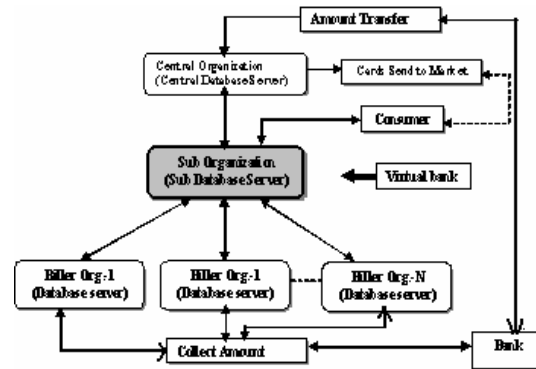 Amount Transfer
Central Organization
(Central Database Server)
Cards Send to Market
Consumer
Sub Organization
(Sub Database Server)
Virtual bank
Biller Org-1
(Database server)
Biller Org-1
(Database server)
Biller Org-N
(Database server)
Collect Amount
Bank